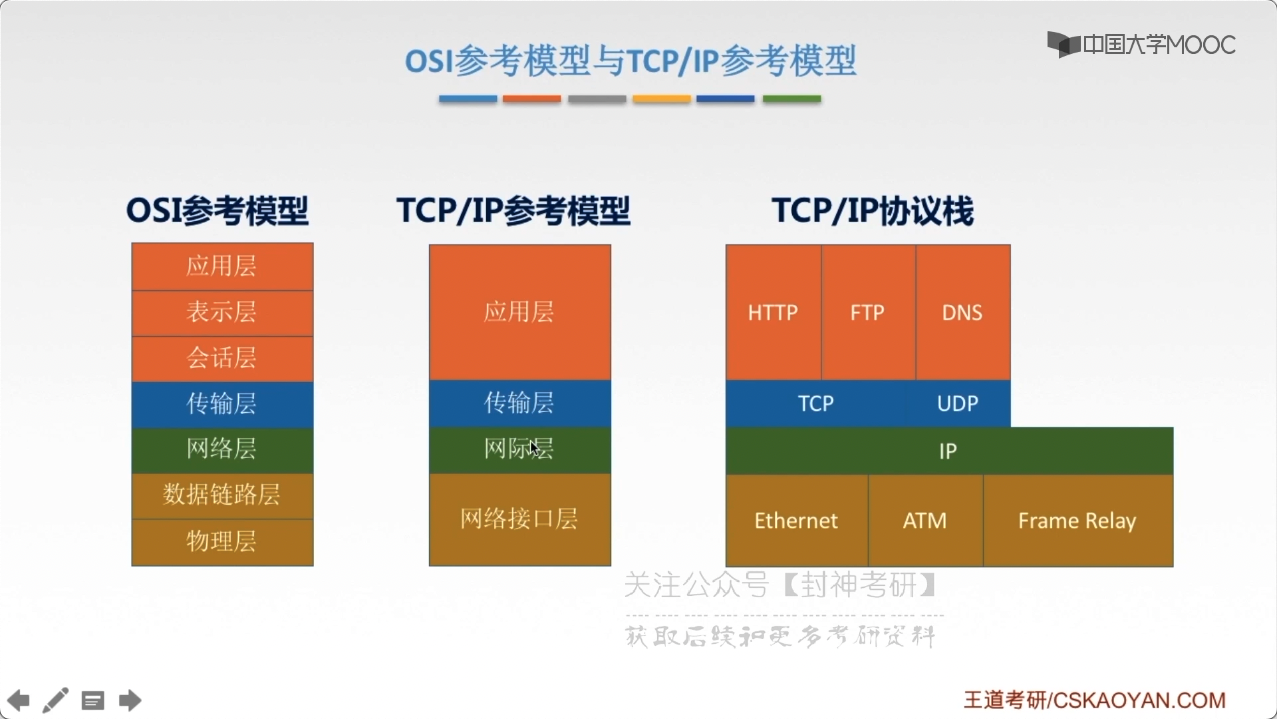 中国大学MOOC
OSI参考模型与TCP/IP参考模型
OSI参考模型
应用层
表示层
会话层
传输层
网络层
数据链路层
物理层
TCP/IP参考模型
应用层
传输层
网际层
网络接口层
TCP/IP协议栈
HTTP FTP DNS
TCP UDP
IP
Ethernet ATM Frame Relay
关注公众号【封神考研】
获取后续和更多考研资料
王道考研/CSKAOYAN.COM